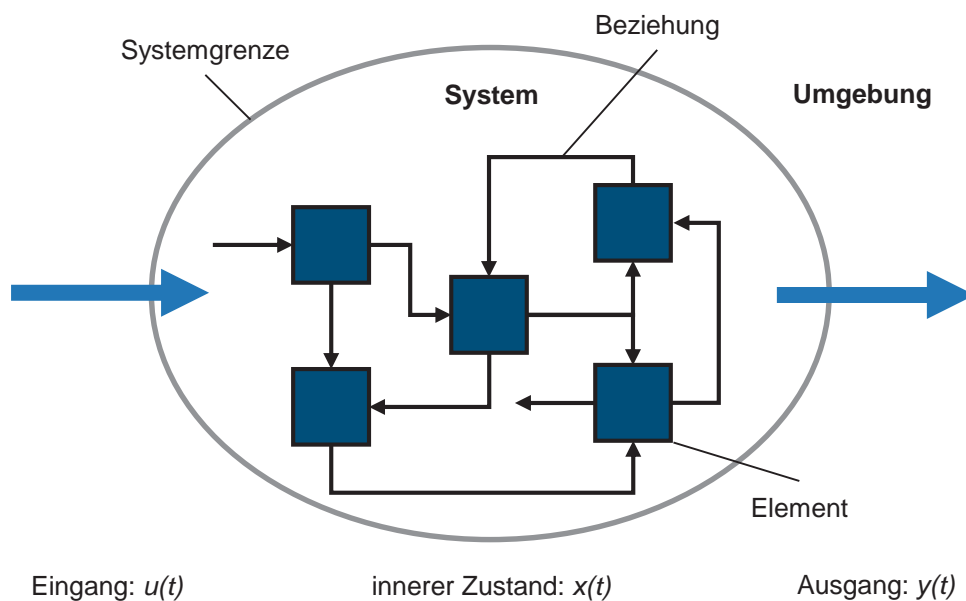 Beziehung
Systemgrenze
System
Umgebung
Element
Eingang: u(t)
innerer Zustand: x(t)
Ausgang: y(t)